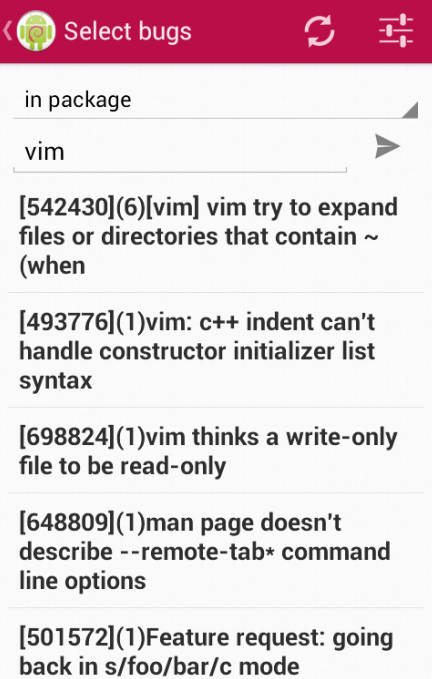 Select bugs
in package
vim
[542430](6)[vim] vim try to expand
files or directories that contain ~
(when
[493776](1)vim: c++ indent can't
handle constructor initializer list
syntax
[698824](1)vim thinks a write-only
file to be read-only
[648809](1)man page doesn't
describe --remote-tab* command
line options
[501572](1)Feature request: going
back in s/foo/bar/c mode